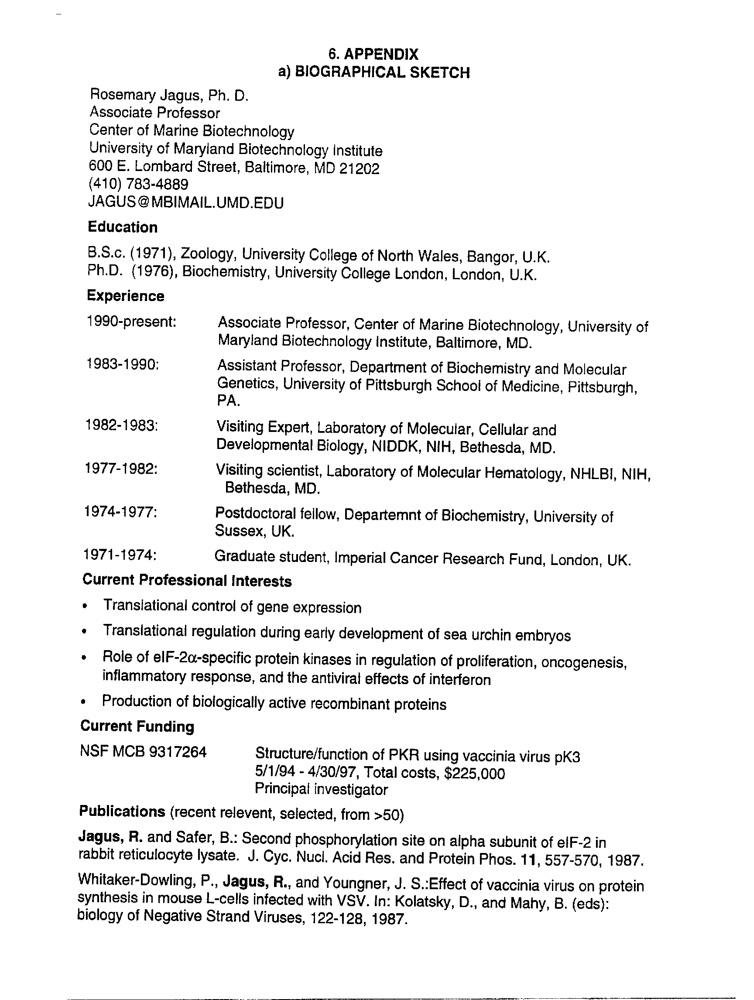 6. APPENDIX
a) BIOGRAPHICAL SKETCH
Rosemary Jagus, Ph. D.
Associate Professor
Center of Marine Biotechnology
University of Maryland Biotechnology Institute
600 E. Lombard Street, Baltimore, MD 21202
(410) 783-4889
JAGUS@MBIMAIL.UMD.EDU
Education
B.S.c. (1971), Zoology, University College of North Wales, Bangor, U.K.
Ph.D. (1976), Biochemistry, University College London, London, U.K.
Experience
1990-present: Associate Professor, Center of Marine Biotechnology, University of
Maryland Biotechnology Institute, Baltimore, MD.
1983-1990: Assistant Professor, Department of Biochemistry and Molecular
Genetics, University of Pittsburgh School of Medicine, Pittsburgh,
PA.
1982-1983: Visiting Expert, Laboratory of Molecular, Cellular and
Developmental Biology, NIDDK, NIH, Bethesda, MD.
1977-1982: Visiting scientist, Laboratory of Molecular Hematology, NHLBI, NIH,
Bethesda, MD.
1974-1977: Postdoctoral fellow, Departemnt of Biochemistry, University of
Sussex, UK.
1971-1974: Graduate student, Imperial Cancer Research Fund, London, UK.
Current Professional Interests
• Translational control of gene expression
• Translational regulation during early development of sea urchin embryos
• Role of eIF-2α-specific protein kinases in regulation of proliferation, oncogenesis,
inflammatory response, and the antiviral effects of interferon
• Production of biologically active recombinant proteins
Current Funding
NSF MCB 9317264 Structure/function of PKR using vaccinia virus pK3
5/1/94 - 4/30/97, Total costs, $225,000
Principal investigator
Publications (recent relevent, selected, from >50)
Jagus, R. and Safer, B.: Second phosphorylation site on alpha subunit of eIF-2 in
rabbit reticulocyte lysate. J. Cyc. Nucl. Acid Res. and Protein Phos. 11, 557-570, 1987.
Whitaker-Dowling, P., Jagus, R., and Youngner, J. S.:Effect of vaccinia virus on protein
synthesis in mouse L-cells infected with VSV. In: Kolatsky, D., and Mahy, B. (eds):
biology of Negative Strand Viruses, 122-128, 1987.